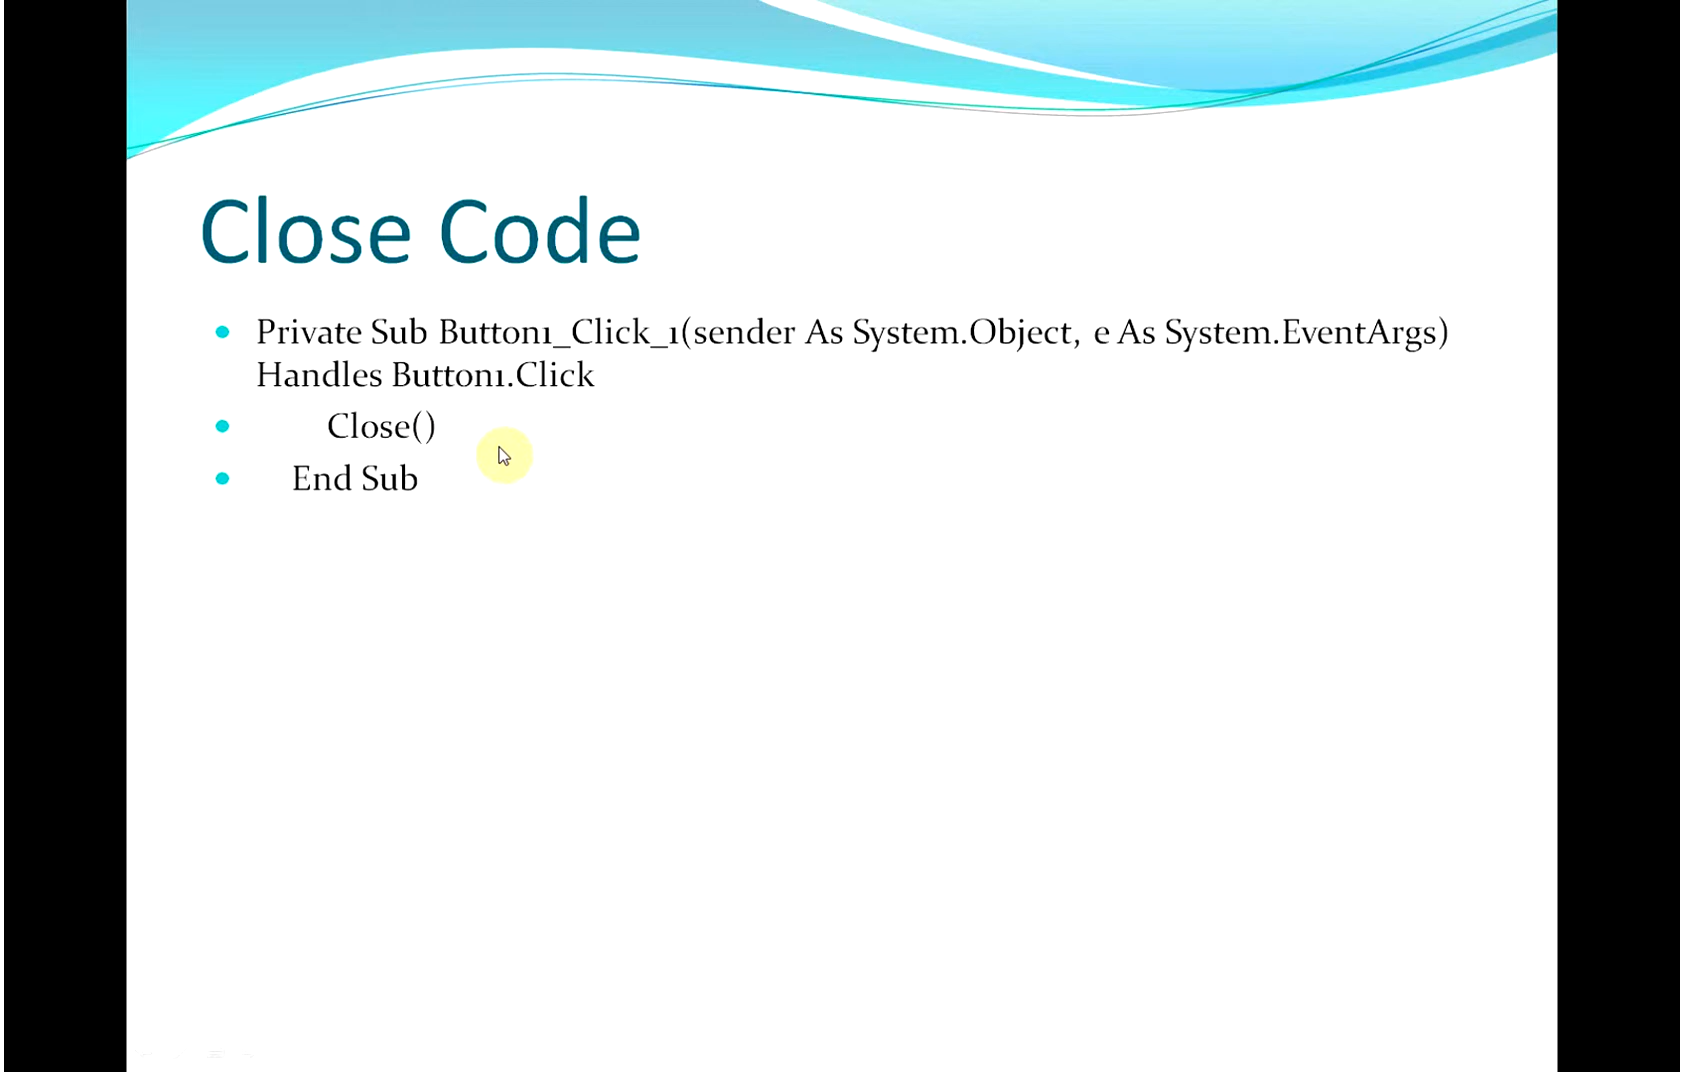 Close Code
• Private Sub Button1_Click_1(sender As System.Object, e As System.EventArgs)
Handles Button1.Click
• Close()
• End Sub